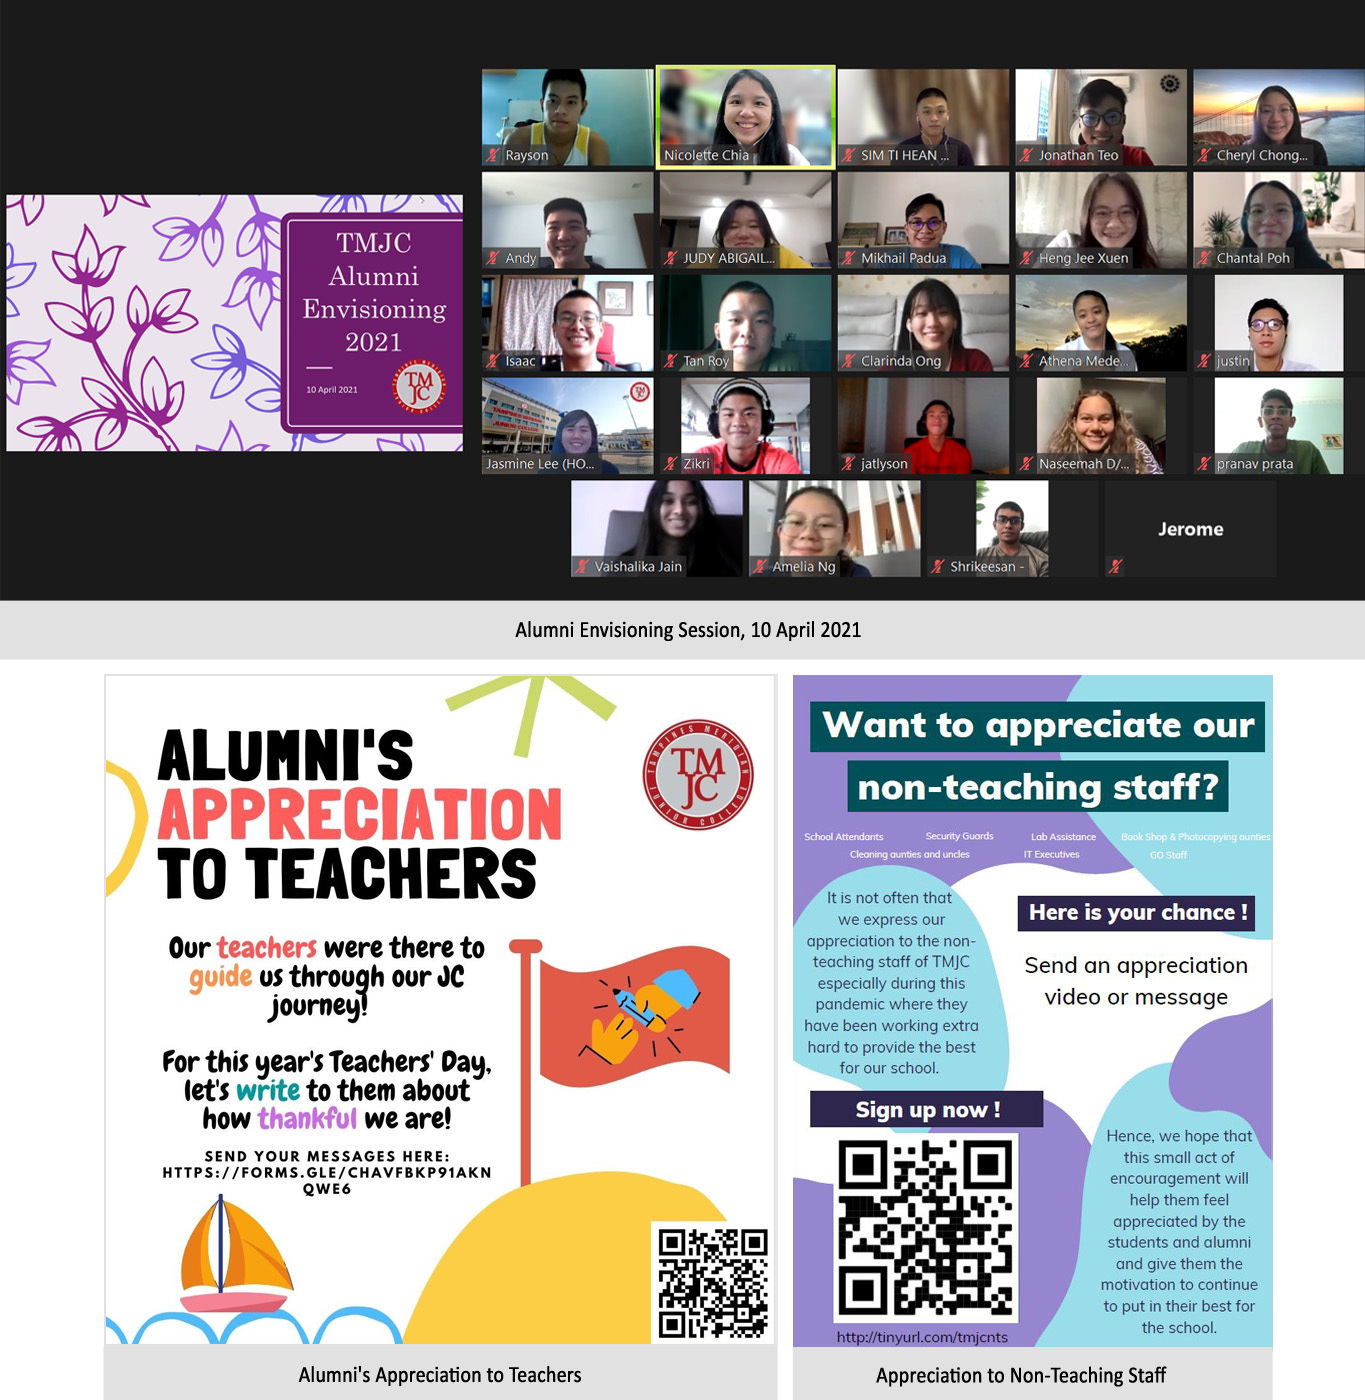 TMJC
Alumni
Envisioning
2021
10 April 2021
TM
JC
Rayson
Nicolette Chia
SIM TI HEAN ...
Jonathan Teo
Cheryl Chong...
Andy
JUDY ABIGAIL...
Mikhail Padua
Heng Jee Xuen
Chantal Poh
Isaac
Tan Roy
Clarinda Ong
Athena Mede...
justin
Jasmine Lee (HO...
Zikri
jatlyson
Naseemah D/...
pranav prata
Vaishalika Jain
Amelia Ng
Shrikeesan -
Jerome
Alumni Envisioning Session, 10 April 2021
ALUMNI'S
APPRECIATION
TO TEACHERS
TAMPINES MERIDIAN
TM
JC
JUNIOR COLLEGE
Our teachers were there to
guide us through our JC
journey!
For this year's Teachers' Day,
let's write to them about
how thankful we are!
SEND YOUR MESSAGES HERE:
HTTPS://FORMS.GLE/CHAVFBKP91AKN
QWE6
Alumni's Appreciation to Teachers
Want to appreciate our
non-teaching staff?
School Attendants Security Guards Lab Assistance Book Shop & Photocopying aunties
Cleaning aunties and uncles IT Executives GO Staff
It is not often that
we express our
appreciation to the non-
teaching staff of TMJC
especially during this
pandemic where they
have been working extra
hard to provide the best
for our school.
Here is your chance !
Send an appreciation
video or message
Sign up now !
http://tinyurl.com/tmjcnts
Hence, we hope that
this small act of
encouragement will
help them feel
appreciated by the
students and alumni
and give them the
motivation to continue
to put in their best for
the school.
Appreciation to Non-Teaching Staff